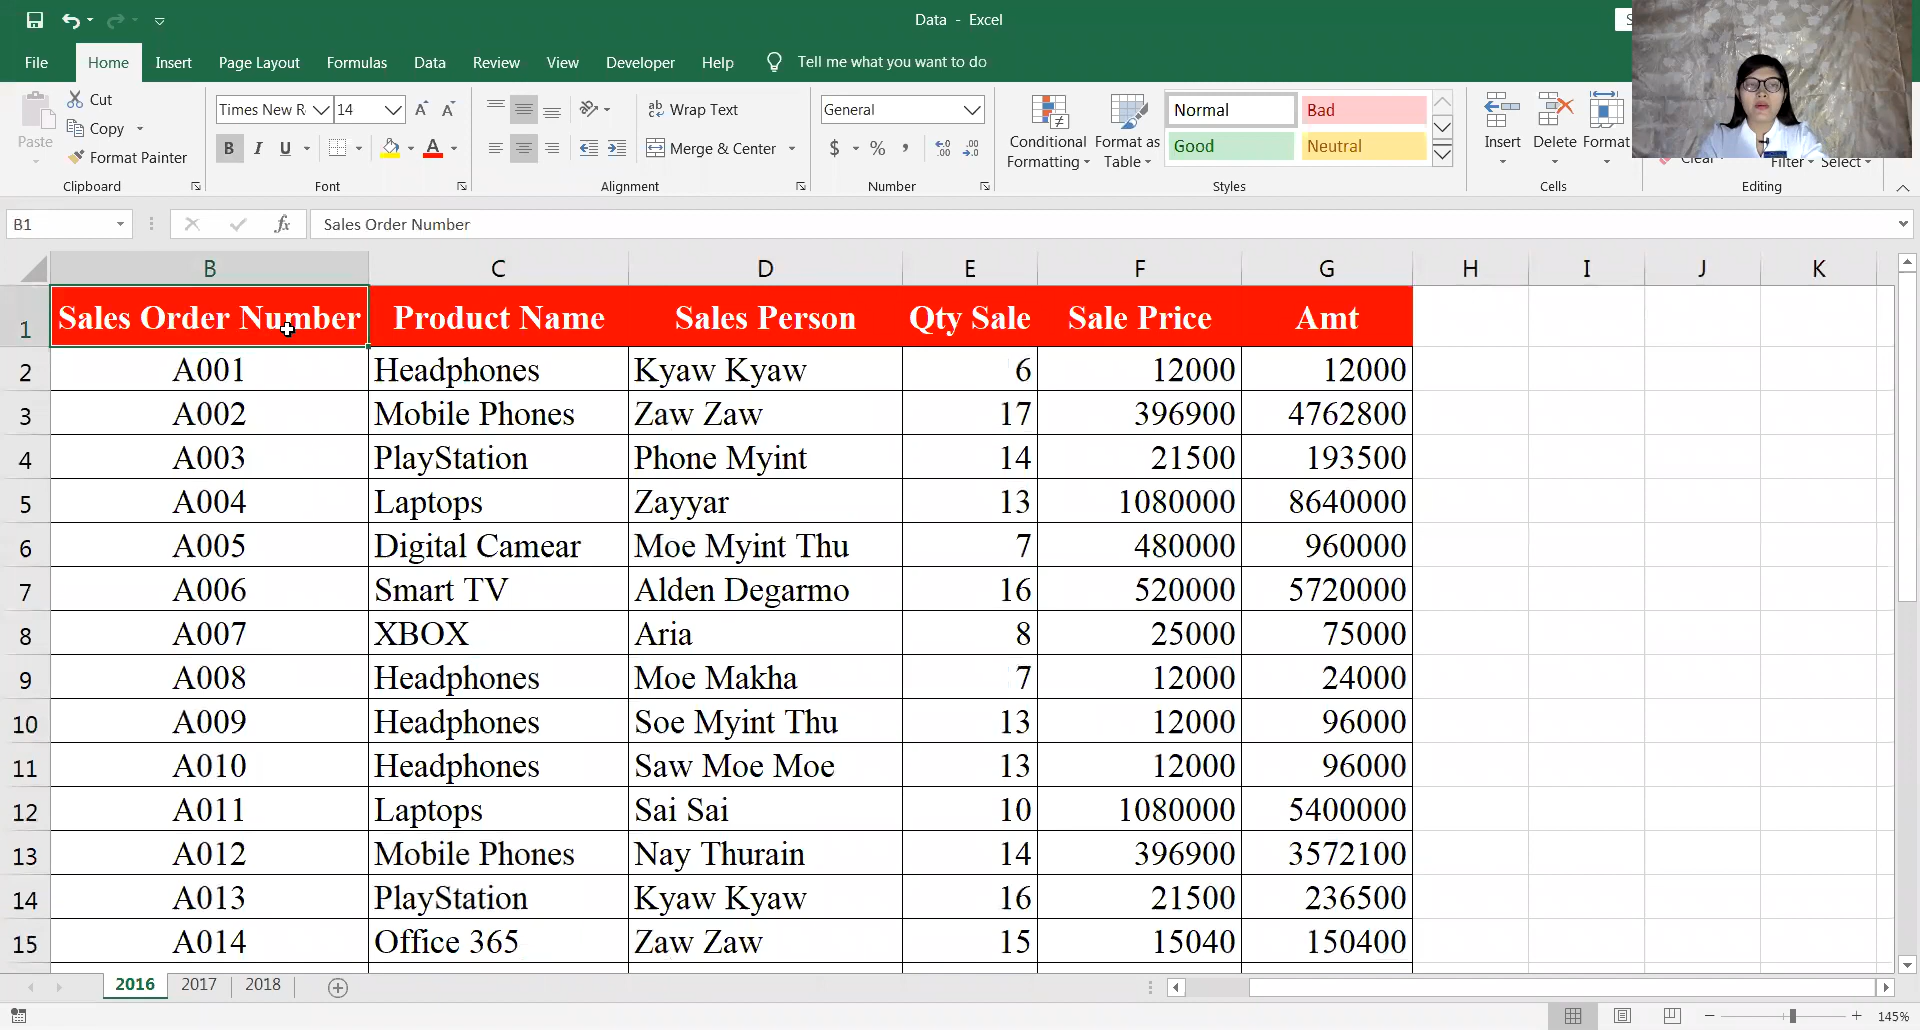 Data - Excel
File Home Insert Page Layout Formulas Data Review View Developer Help Tell me what you want to do
Paste Cut Copy Format Painter
Clipboard
Times New R 14
B I U A
Font
Wrap Text
Merge & Center
Alignment
General
$ %
Number
Conditional Formatting
Format as Table
Normal Bad
Good Neutral
Styles
Insert Delete Format
Cells
Filter Select
Editing
B1 fx Sales Order Number
B C D E F G H I J K
1 Sales Order Number Product Name Sales Person Qty Sale Sale Price Amt
2 A001 Headphones Kyaw Kyaw 6 12000 12000
3 A002 Mobile Phones Zaw Zaw 17 396900 4762800
4 A003 PlayStation Phone Myint 14 21500 193500
5 A004 Laptops Zayyar 13 1080000 8640000
6 A005 Digital Camear Moe Myint Thu 7 480000 960000
7 A006 Smart TV Alden Degarmo 16 520000 5720000
8 A007 XBOX Aria 8 25000 75000
9 A008 Headphones Moe Makha 7 12000 24000
10 A009 Headphones Soe Myint Thu 13 12000 96000
11 A010 Headphones Saw Moe Moe 13 12000 96000
12 A011 Laptops Sai Sai 10 1080000 5400000
13 A012 Mobile Phones Nay Thurain 14 396900 3572100
14 A013 PlayStation Kyaw Kyaw 16 21500 236500
15 A014 Office 365 Zaw Zaw 15 15040 150400
2016 2017 2018
145%